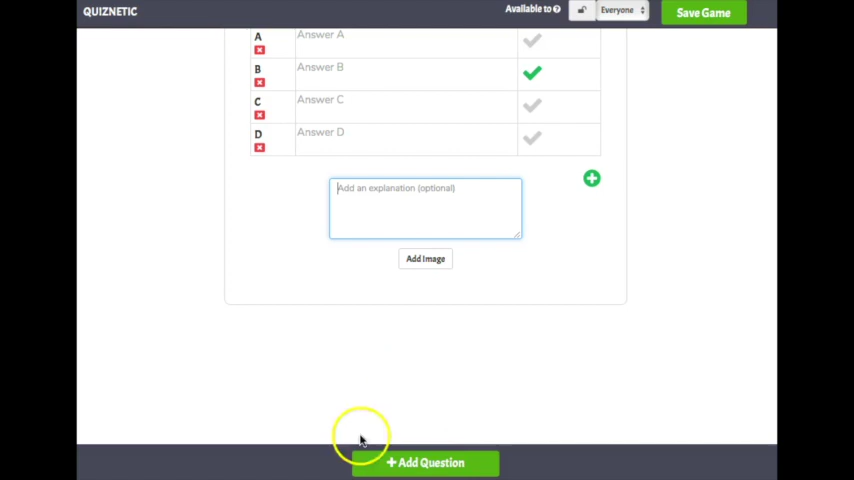 QUIZNETIC
Available to
Everyone
Save Game
A
Answer A
B
Answer B
C
Answer C
D
Answer D
Add an explanation (optional)
Add Image
+ Add Question